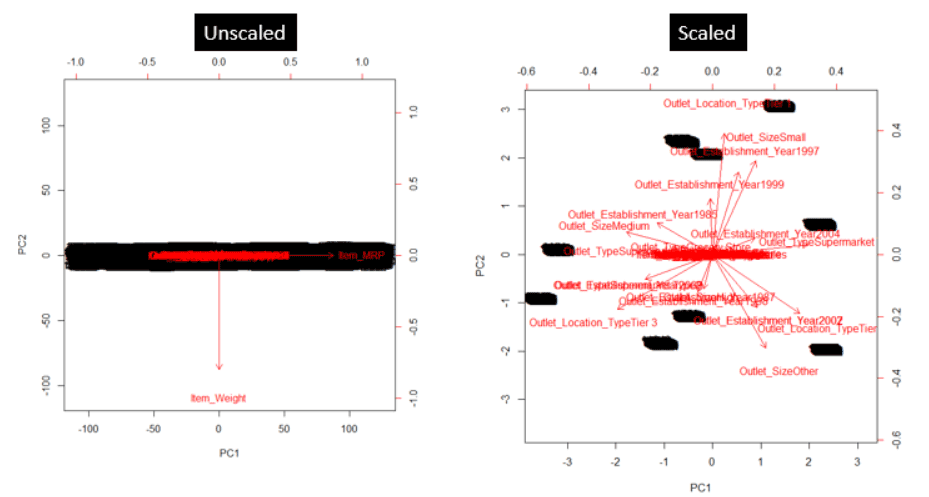 Unscaled
Scaled
-1.0 -0.5 0.0 0.5 1.0
PC2
-100 -50 0 50 100
1.0
0.5
0.0
-0.5
-1.0
Item_MRP
Item_Weight
-100 -50 0 50 100
PC1
-0.6 -0.4 -0.2 0.0 0.2 0.4
PC2
3
2
1
0
-1
-2
-3
0.4
0.2
0.0
-0.2
-0.4
-0.6
Outlet_Location_TypeTier 1
Outlet_SizeSmall
Outlet_Establishment_Year1997
Outlet_Establishment_Year1999
Outlet_Establishment_Year1985
Outlet_SizeMedium
Outlet_Establishment_Year2004
Outlet_TypeSupermarket
Outlet_Location_TypeTier 3
Outlet_Establishment_Year2002
Outlet_Location_TypeTier
Outlet_SizeOther
-3 -2 -1 0 1 2 3
PC1